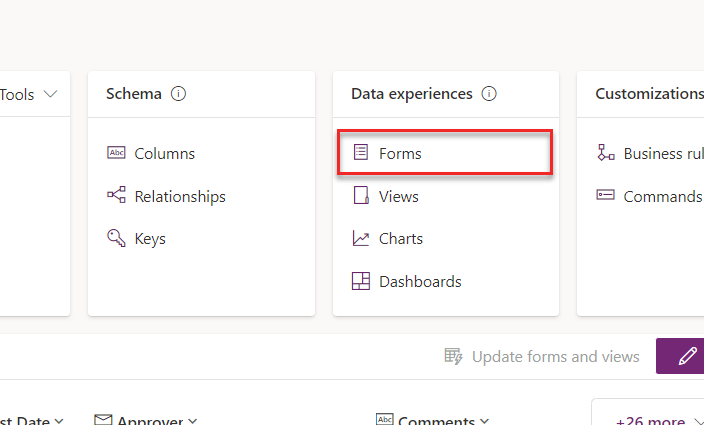 Tools
Schema
Data experiences
Customizations
Abc Columns
Forms
Business rul
Relationships
Views
Commands
Keys
Charts
Dashboards
Update forms and views
st Date
Approver
Abc Comments
+26 more